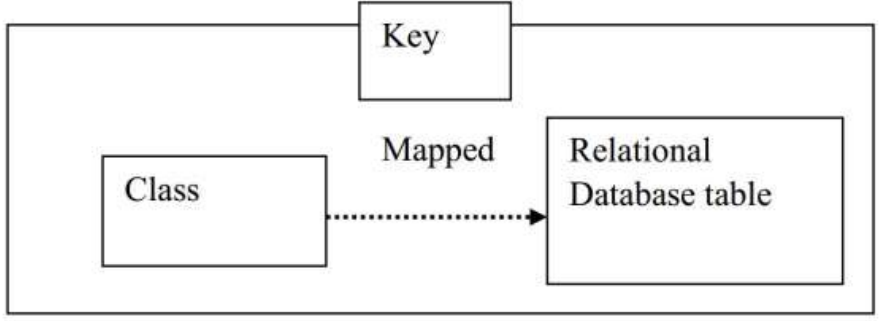 Key
Mapped
Class
Relational
Database table